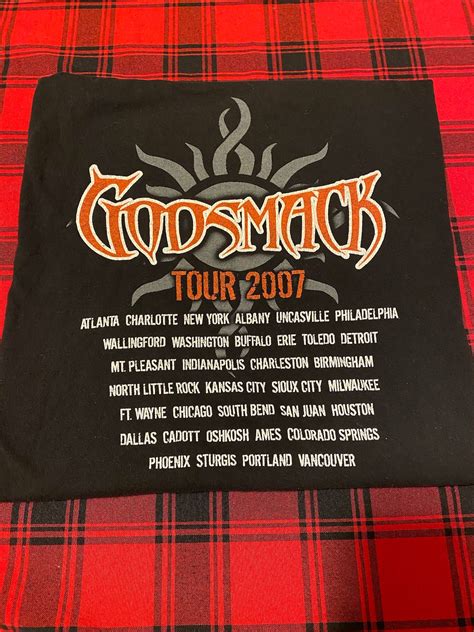 GODSMACK
TOUR 2007
ATLANTA CHARLOTTE NEW YORK ALBANY UNCASVILLE PHILADELPHIA
WALLINGFORD WASHINGTON BUFFALO ERIE TOLEDO DETROIT
MT. PLEASANT INDIANAPOLIS CHARLESTON BIRMINGHAM
NORTH LITTLE ROCK KANSAS CITY SIOUX CITY MILWAUKEE
FT. WAYNE CHICAGO SOUTH BEND SAN JUAN HOUSTON
DALLAS CADOTT OSHKOSH AMES COLORADO SPRINGS
PHOENIX STURGIS PORTLAND VANCOUVER